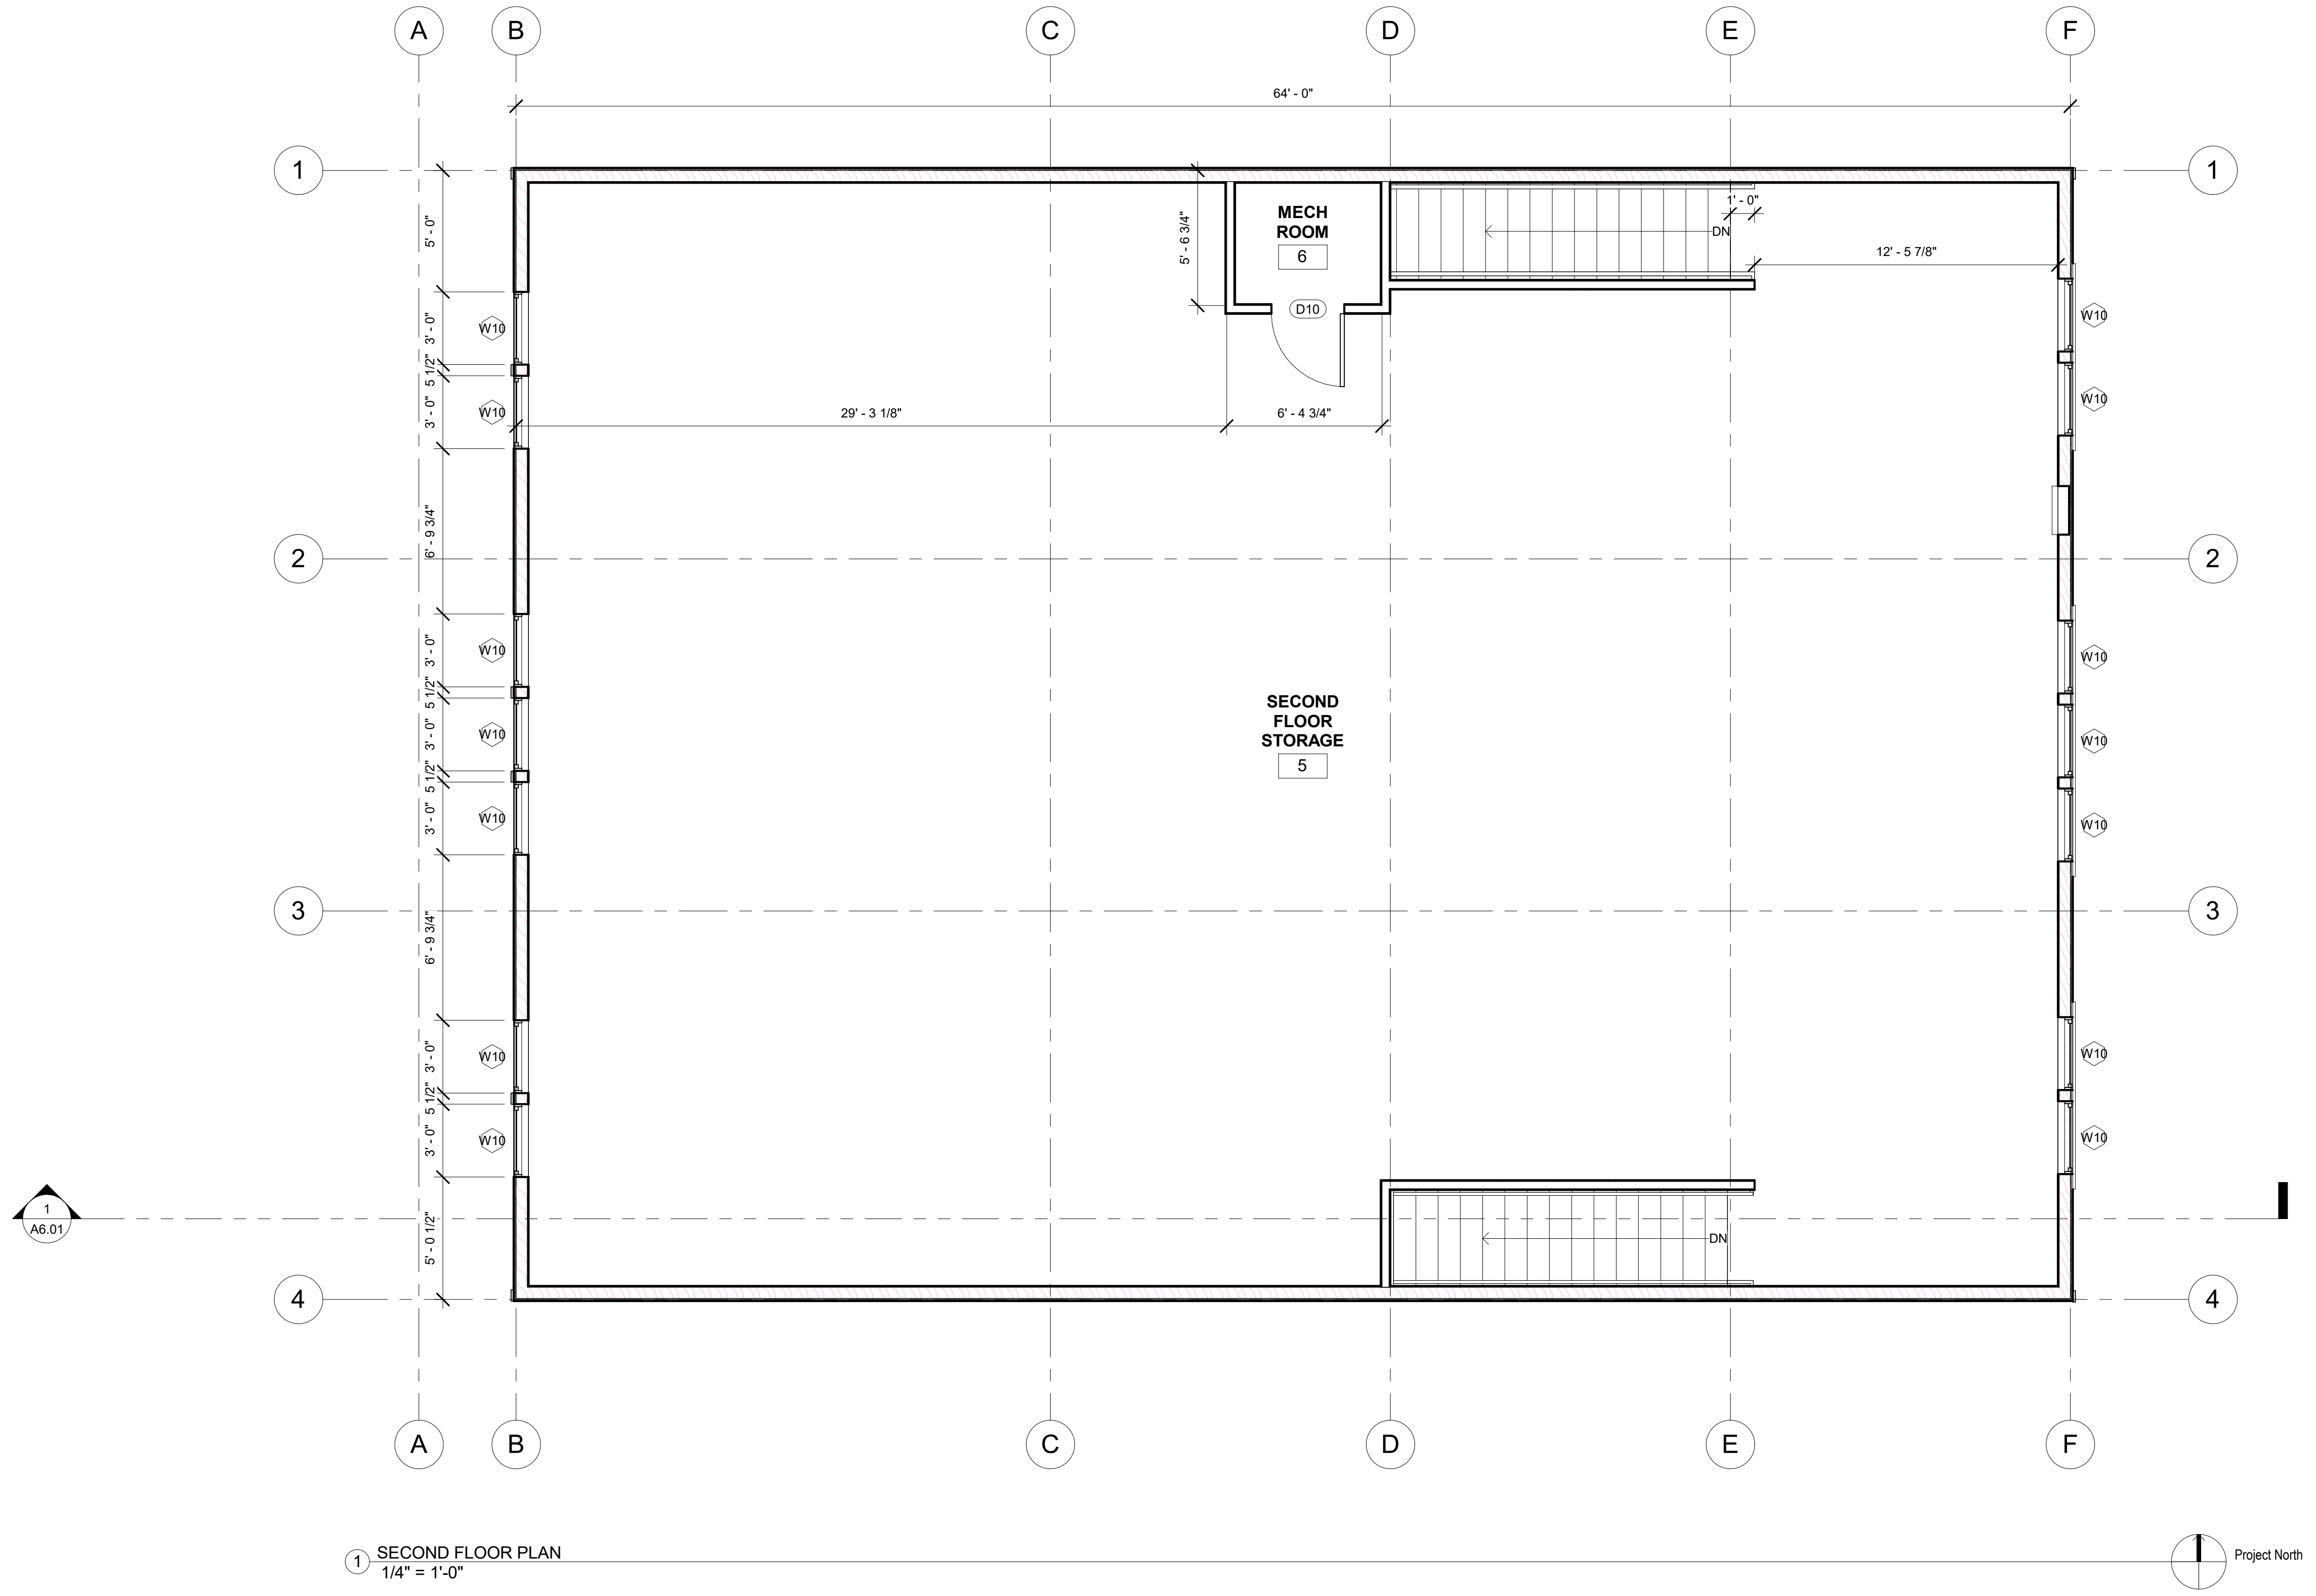 A B C D E F
64' - 0"
1 1
5' - 0"
5' - 6 3/4"
MECH
ROOM
6
1' - 0"
DN
12' - 5 7/8"
D10
3' - 0"
W10 W10
5 1/2"
3' - 0"
W10 W10
29' - 3 1/8"
6' - 4 3/4"
6' - 9 3/4"
2 2
3' - 0"
W10 W10
5 1/2"
SECOND
FLOOR
STORAGE
5
3' - 0"
W10 W10
5 1/2"
3' - 0"
W10 W10
3 3
6' - 9 3/4"
3' - 0"
W10 W10
5 1/2"
3' - 0"
W10 W10
1
A6.01
5' - 0 1/2"
DN
4 4
A B C D E F
1
SECOND FLOOR PLAN
1/4" = 1'-0"
Project North